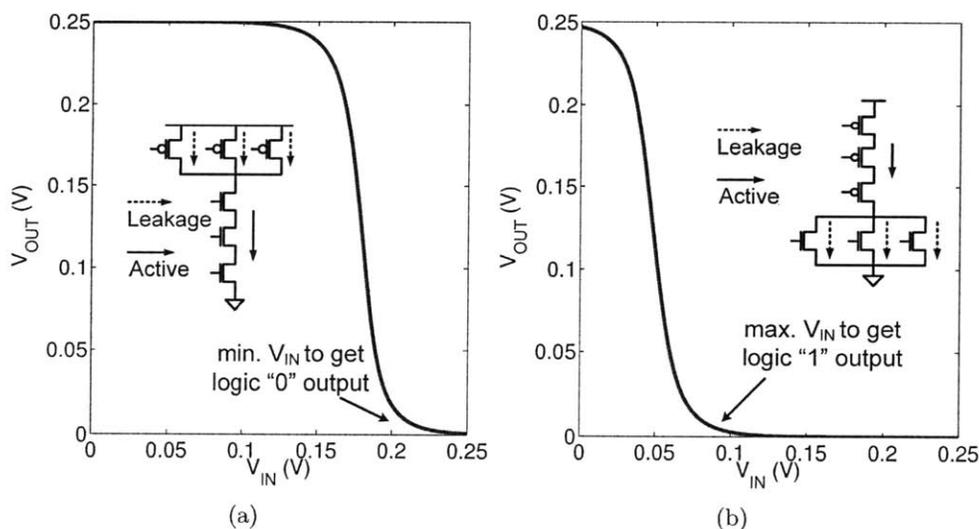 0.25
0.2
0.15
0.1
0.05
0
V_OUT (V)
Leakage
Active
min. V_IN to get
logic “0” output
0 0.05 0.1 0.15 0.2 0.25
V_IN (V)
(a)
0.25
0.2
0.15
0.1
0.05
0
V_OUT (V)
Leakage
Active
max. V_IN to get
logic “1” output
0 0.05 0.1 0.15 0.2 0.25
V_IN (V)
(b)